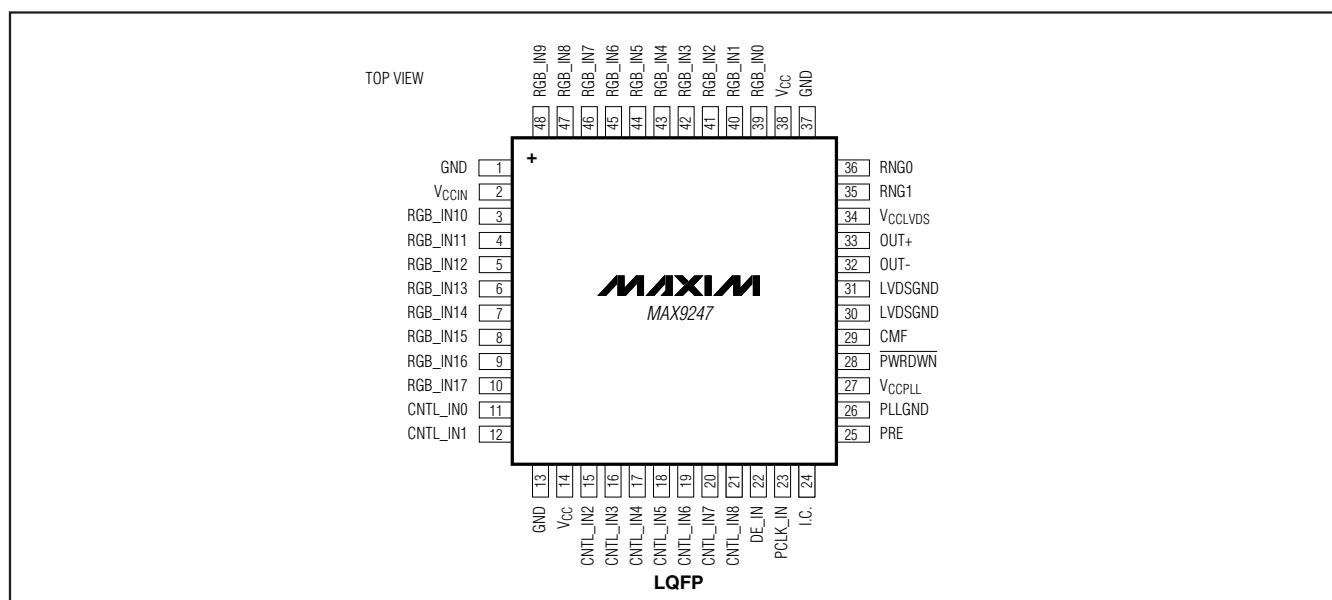 TOP VIEW
RGB_IN9
RGB_IN8
RGB_IN7
RGB_IN6
RGB_IN5
RGB_IN4
RGB_IN3
RGB_IN2
RGB_IN1
RGB_IN0
VCC
GND
48
47
46
45
44
43
42
41
40
39
38
37
+
GND 1
VCCIN 2
RGB_IN10 3
RGB_IN11 4
RGB_IN12 5
RGB_IN13 6
RGB_IN14 7
RGB_IN15 8
RGB_IN16 9
RGB_IN17 10
CNTL_IN0 11
CNTL_IN1 12
MAXIM
MAX9247
36 RNG0
35 RNG1
34 VCCLVDS
33 OUT+
32 OUT-
31 LVDSGND
30 LVDSGND
29 CMF
28 PWRDWN
27 VCCPLL
26 PLLGND
25 PRE
13
14
15
16
17
18
19
20
21
22
23
24
GND
VCC
CNTL_IN2
CNTL_IN3
CNTL_IN4
CNTL_IN5
CNTL_IN6
CNTL_IN7
CNTL_IN8
DE_IN
PCLK_IN
I.C.
LQFP